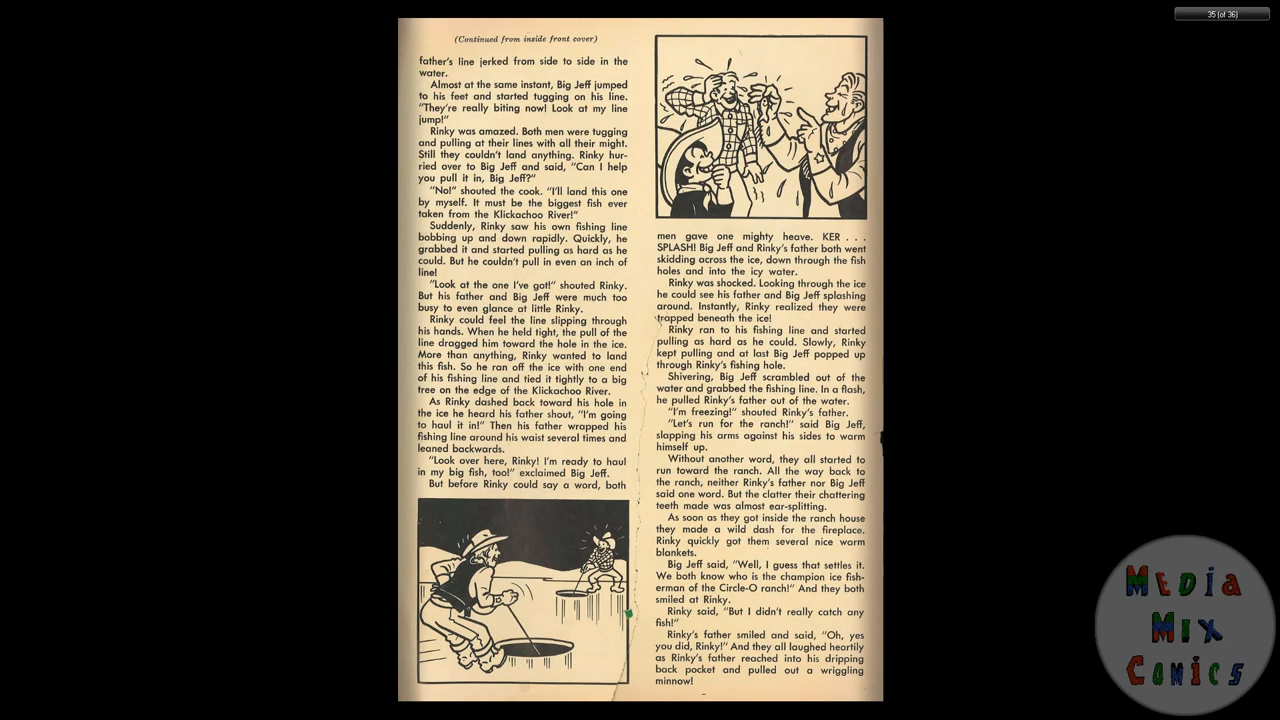 35 (of 36)
(Continued from inside front cover)
father's line jerked from side to side in the
water.
Almost at the same instant, Big Jeff jumped
to his feet and started tugging on his line.
"They're really biting now! Look at my line
jump!"
Rinky was amazed. Both men were tugging
and pulling at their lines with all their might.
Still they couldn't land anything. Rinky hur-
ried over to Big Jeff and said, "Can I help
you pull it in, Big Jeff?"
"No!" shouted the cook. "I'll land this one
by myself. It must be the biggest fish ever
taken from the Klickachoo River!"
Suddenly, Rinky saw his own fishing line
bobbing up and down rapidly. Quickly, he
grabbed it and started pulling as hard as he
could. But he couldn't pull in even an inch of
line!
"Look at the one I've got!" shouted Rinky.
But his father and Big Jeff were much too
busy to even glance at little Rinky.
Rinky could feel the line slipping through
his hands. When he held tight, the pull of the
line dragged him toward the hole in the ice.
More than anything, Rinky wanted to land
this fish. So he ran off the ice with one end
of his fishing line and tied it tightly to a big
tree on the edge of the Klickachoo River.
As Rinky dashed back toward his hole in
the ice he heard his father shout, "I'm going
to haul it in!" Then his father wrapped his
fishing line around his waist several times and
leaned backwards.
"Look over here, Rinky! I'm ready to haul
in my big fish, too!" exclaimed Big Jeff.
But before Rinky could say a word, both
men gave one mighty heave. KER . . .
SPLASH! Big Jeff and Rinky's father both went
skidding across the ice, down through the fish
holes and into the icy water.
Rinky was shocked. Looking through the ice
he could see his father and Big Jeff splashing
around. Instantly, Rinky realized they were
trapped beneath the ice!
Rinky ran to his fishing line and started
pulling as hard as he could. Slowly, Rinky
kept pulling and at last Big Jeff popped up
through Rinky's fishing hole.
Shivering, Big Jeff scrambled out of the
water and grabbed the fishing line. In a flash,
he pulled Rinky's father out of the water.
"I'm freezing!" shouted Rinky's father.
"Let's run for the ranch!" said Big Jeff,
slapping his arms against his sides to warm
himself up.
Without another word, they all started to
run toward the ranch. All the way back to
the ranch, neither Rinky's father nor Big Jeff
said one word. But the clatter their chattering
teeth made was almost ear-splitting.
As soon as they got inside the ranch house
they made a wild dash for the fireplace.
Rinky quickly got them several nice warm
blankets.
Big Jeff said, "Well, I guess that settles it.
We both know who is the champion ice fish-
erman of the Circle-O ranch!" And they both
smiled at Rinky.
Rinky said, "But I didn't really catch any
fish!"
Rinky's father smiled and said, "Oh, yes
you did, Rinky!" And they all laughed heartily
as Rinky's father reached into his dripping
back pocket and pulled out a wriggling
minnow!
MEDiA
MIX
COMICS